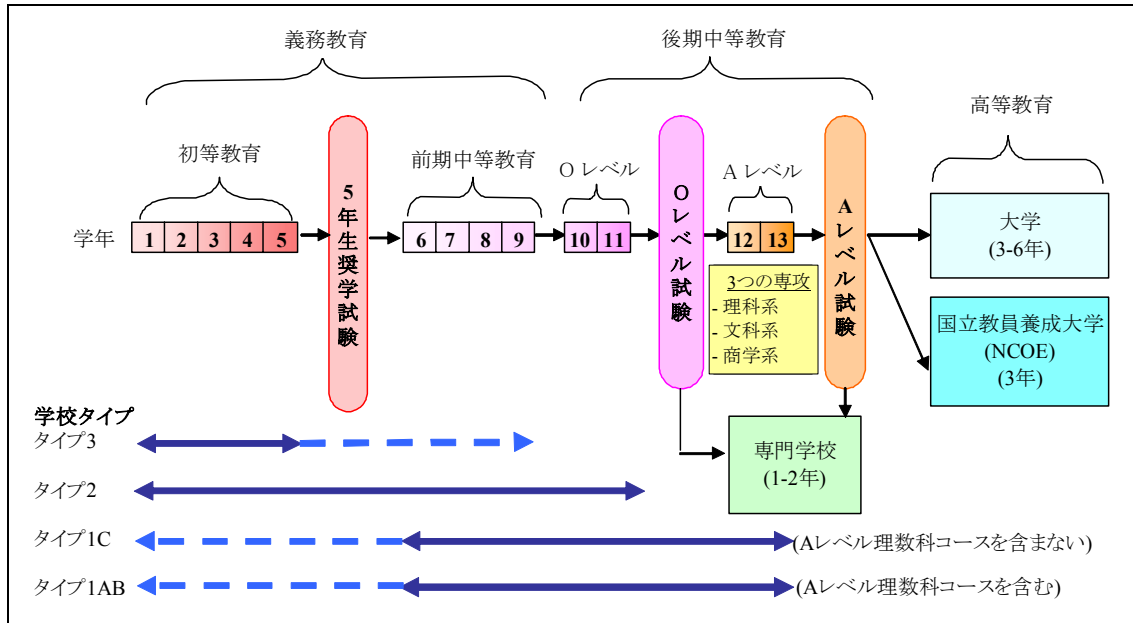 義務教育
後期中等教育
高等教育
初等教育
前期中等教育
Oレベル
Aレベル
学年
1 2 3 4 5
5年生奨学試験
6 7 8 9
10 11
Oレベル試験
12 13
Aレベル試験
3つの専攻
- 理科系
- 文科系
- 商学系
大学
(3-6年)
国立教員養成大学
(NCOE)
(3年)
専門学校
(1-2年)
学校タイプ
タイプ3
タイプ2
タイプ1C
(Aレベル理数科コースを含まない)
タイプ1AB
(Aレベル理数科コースを含む)